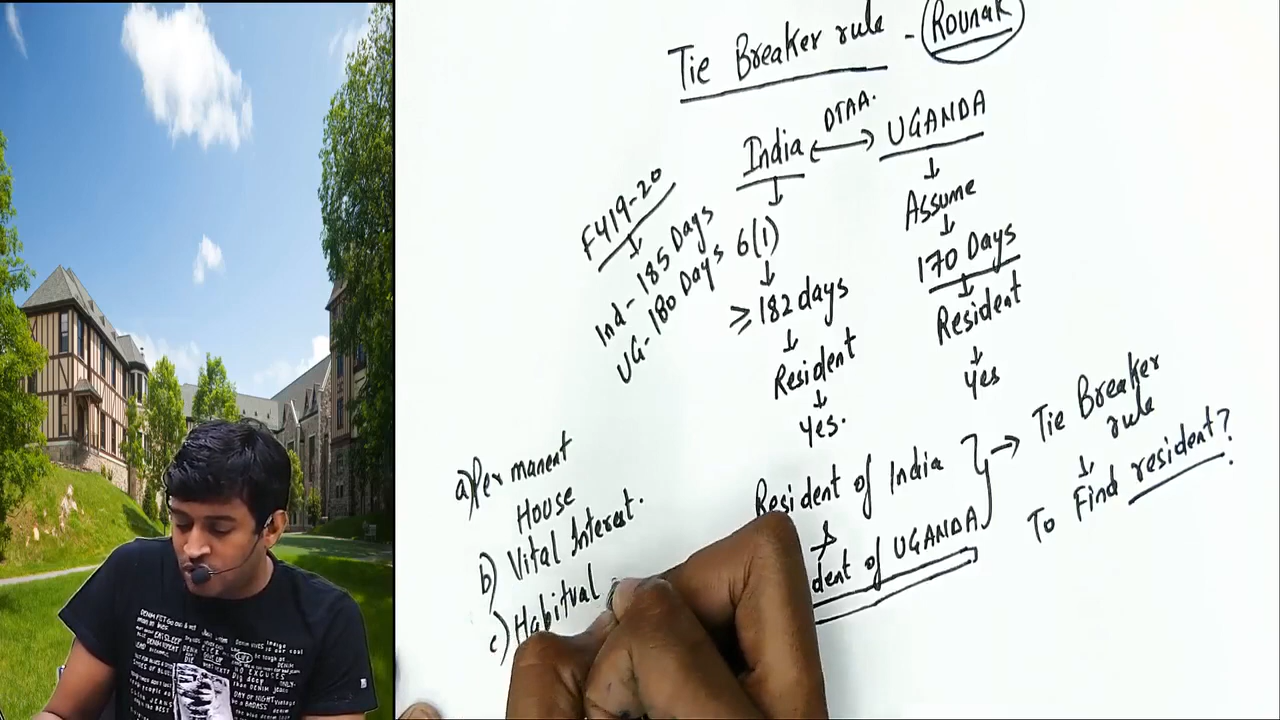 Tie Breaker rule - Rounak
India
DTAA.
UGANDA
FY19-20
Ind - 185 Days
UG - 180 Days
6(1)
≥ 182 days
Resident
Yes.
Assume
170 Days
Resident
Yes
a) Permanent
House
b) Vital Interest.
c) Habitual
Resident of India
dent of UGANDA
Tie Breaker
rule
To Find resident?